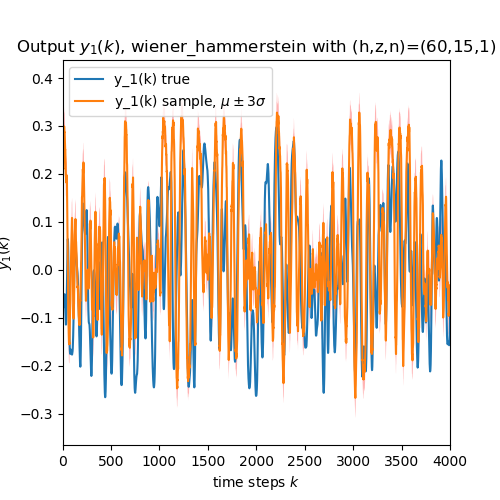 Output y₁(k), wiener_hammerstein with (h,z,n)=(60,15,1)
y_1(k) true
y_1(k) sample, μ ± 3σ
0.4
0.3
0.2
0.1
0.0
−0.1
−0.2
−0.3
y₁(k)
0 500 1000 1500 2000 2500 3000 3500 4000
time steps k